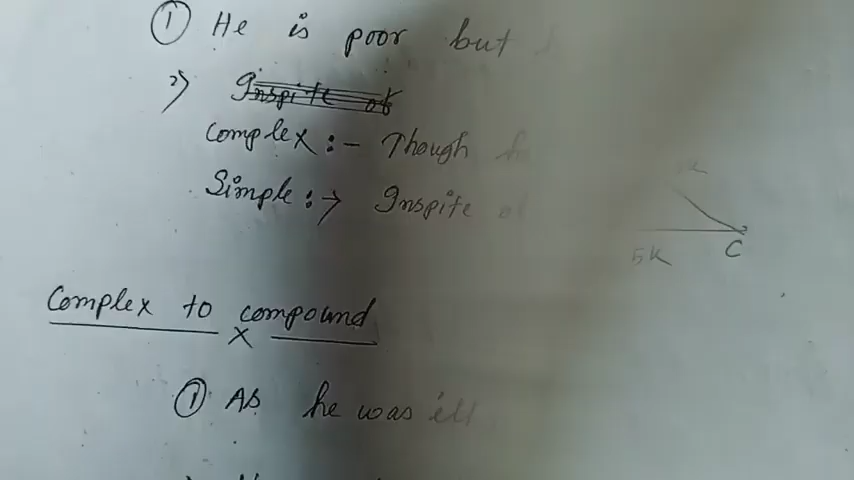 ① He is poor but
⇒ Inspite of
Complex :- Though
Simple :→ Inspite of
Complex to compound
x
① As he was ill
5K C